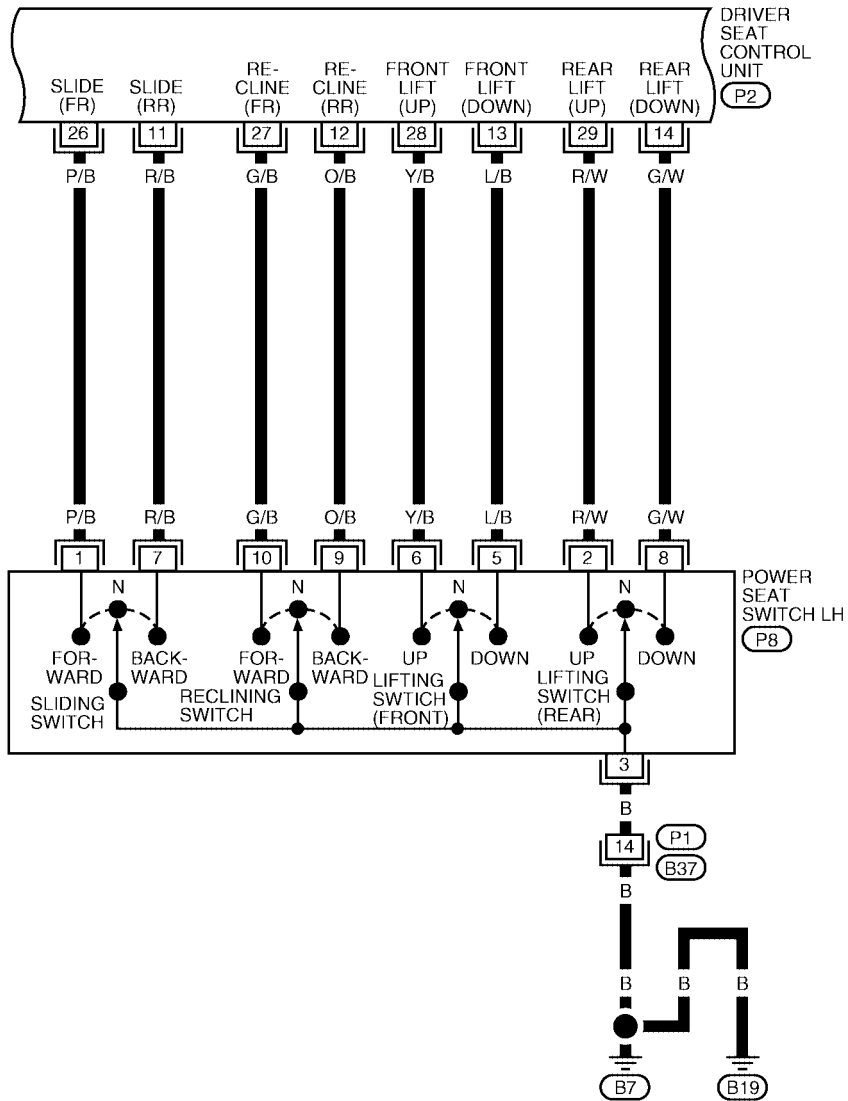 DRIVER
SEAT
CONTROL
UNIT
P2
SLIDE
(FR)
SLIDE
(RR)
RE-
CLINE
(FR)
RE-
CLINE
(RR)
FRONT
LIFT
(UP)
FRONT
LIFT
(DOWN)
REAR
LIFT
(UP)
REAR
LIFT
(DOWN)
26 11 27 12 28 13 29 14
P/B R/B G/B O/B Y/B L/B R/W G/W
P/B R/B G/B O/B Y/B L/B R/W G/W
1 7 10 9 6 5 2 8
POWER
SEAT
SWITCH LH
P8
N N N N
FOR-
WARD
BACK-
WARD
SLIDING
SWITCH
FOR-
WARD
BACK-
WARD
RECLINING
SWITCH
UP
DOWN
LIFTING
SWTICH
(FRONT)
UP
DOWN
LIFTING
SWITCH
(REAR)
3
B
14
P1
B37
B
B B B
B7 B19